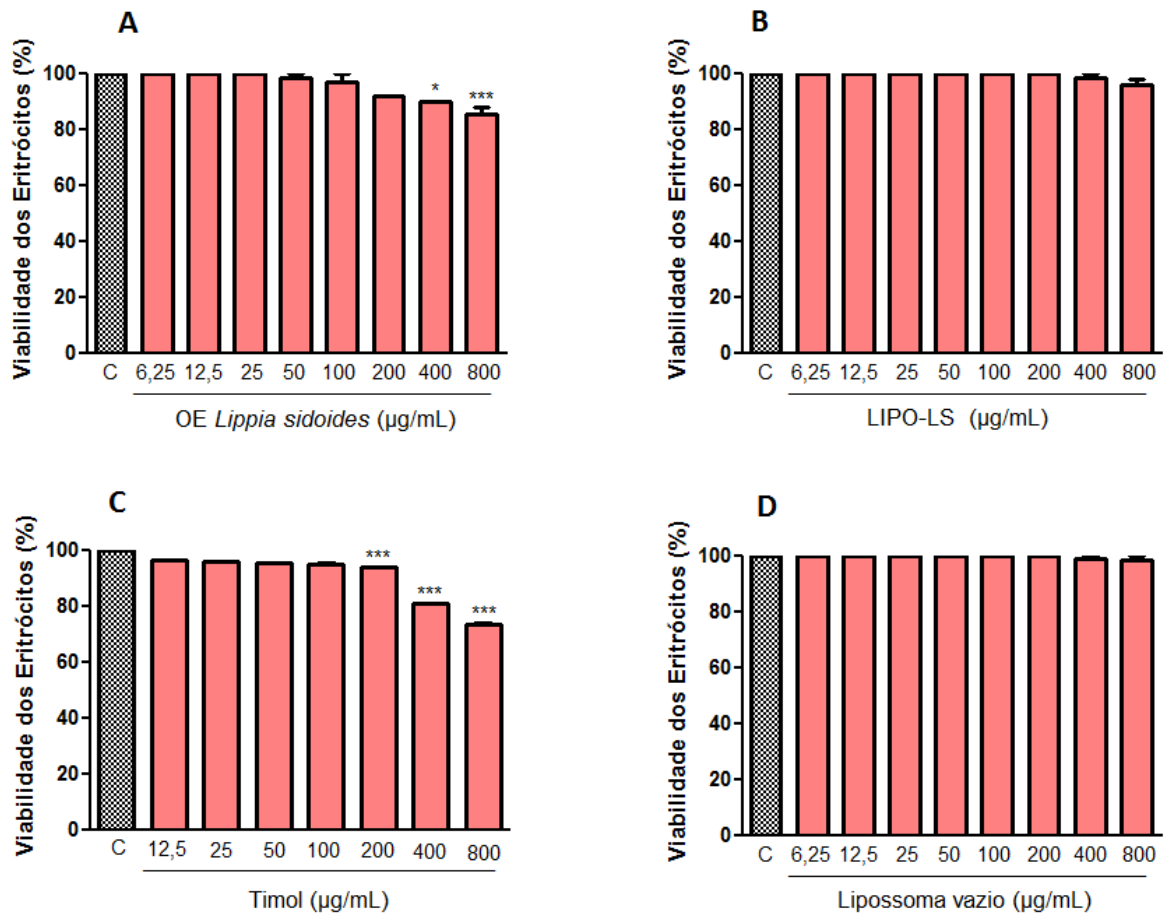 A
Viabilidade dos Eritrócitos (%)
100
80
60
40
20
0
* ***
C 6,25 12,5 25 50 100 200 400 800
OE Lippia sidoides (µg/mL)
B
Viabilidade dos Eritrócitos (%)
100
80
60
40
20
0
C 6,25 12,5 25 50 100 200 400 800
LIPO-LS (µg/mL)
C
Viabilidade dos Eritrócitos (%)
100
80
60
40
20
0
***
***
***
C 12,5 25 50 100 200 400 800
Timol (µg/mL)
D
Viabilidade dos Eritrócitos (%)
100
80
60
40
20
0
C 6,25 12,5 25 50 100 200 400 800
Lipossoma vazio (µg/mL)